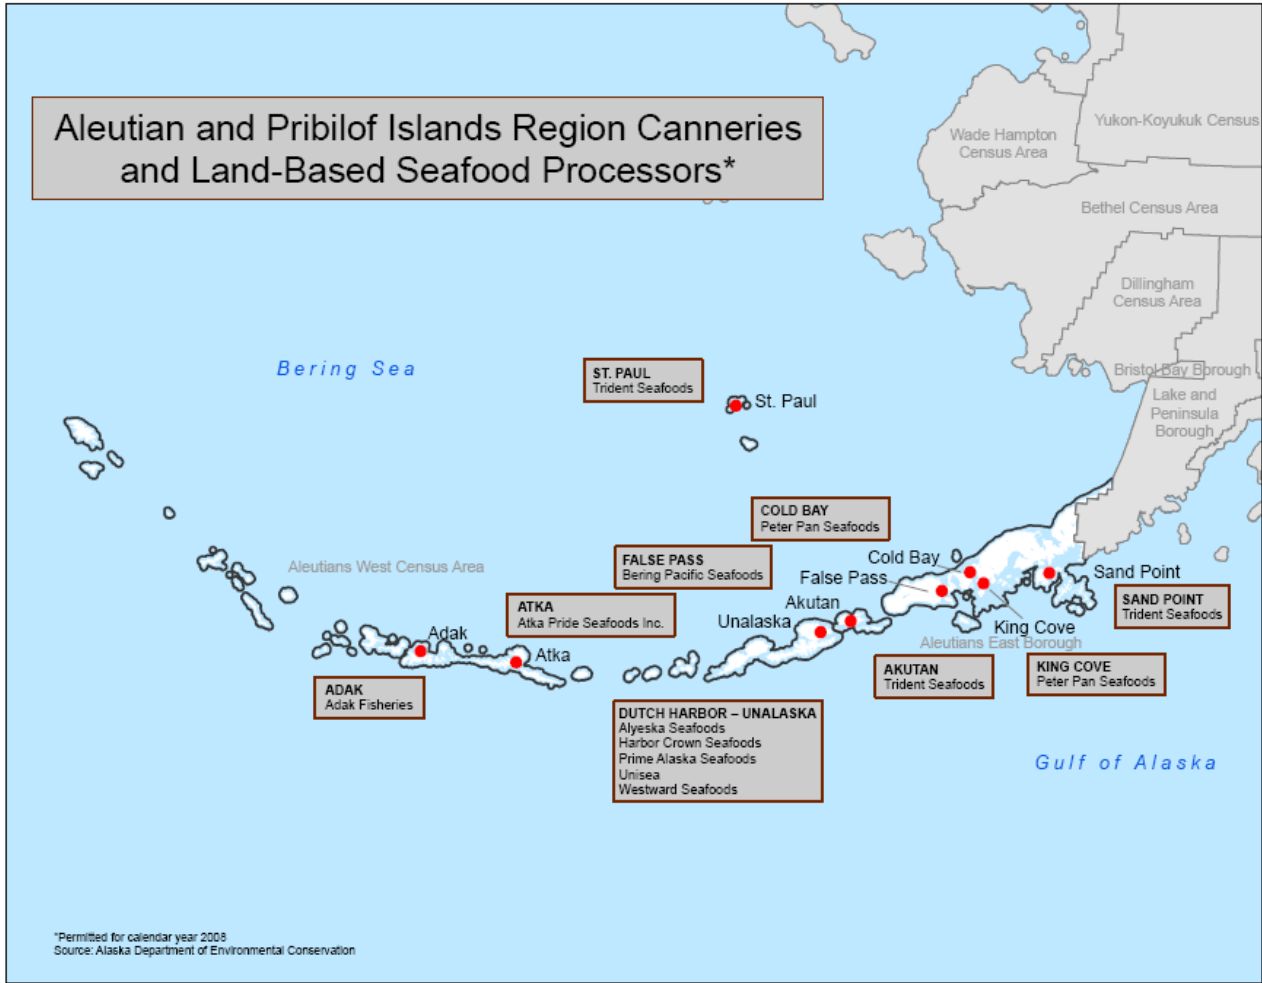 Aleutian and Pribilof Islands Region Canneries
and Land-Based Seafood Processors*
Wade Hampton
Census Area
Yukon-Koyukuk Census
Bethel Census Area
Dillingham
Census Area
Bristol Bay Borough
Lake and
Peninsula
Borough
Bering Sea
ST. PAUL
Trident Seafoods
St. Paul
COLD BAY
Peter Pan Seafoods
FALSE PASS
Bering Pacific Seafoods
Cold Bay
False Pass
Akutan
Unalaska
Sand Point
SAND POINT
Trident Seafoods
King Cove
Aleutians East Borough
Aleutians West Census Area
ATKA
Atka Pride Seafoods Inc.
Adak
Atka
ADAK
Adak Fisheries
AKUTAN
Trident Seafoods
KING COVE
Peter Pan Seafoods
DUTCH HARBOR – UNALASKA
Alyeska Seafoods
Harbor Crown Seafoods
Prime Alaska Seafoods
Unisea
Westward Seafoods
Gulf of Alaska
*Permitted for calendar year 2008
Source: Alaska Department of Environmental Conservation